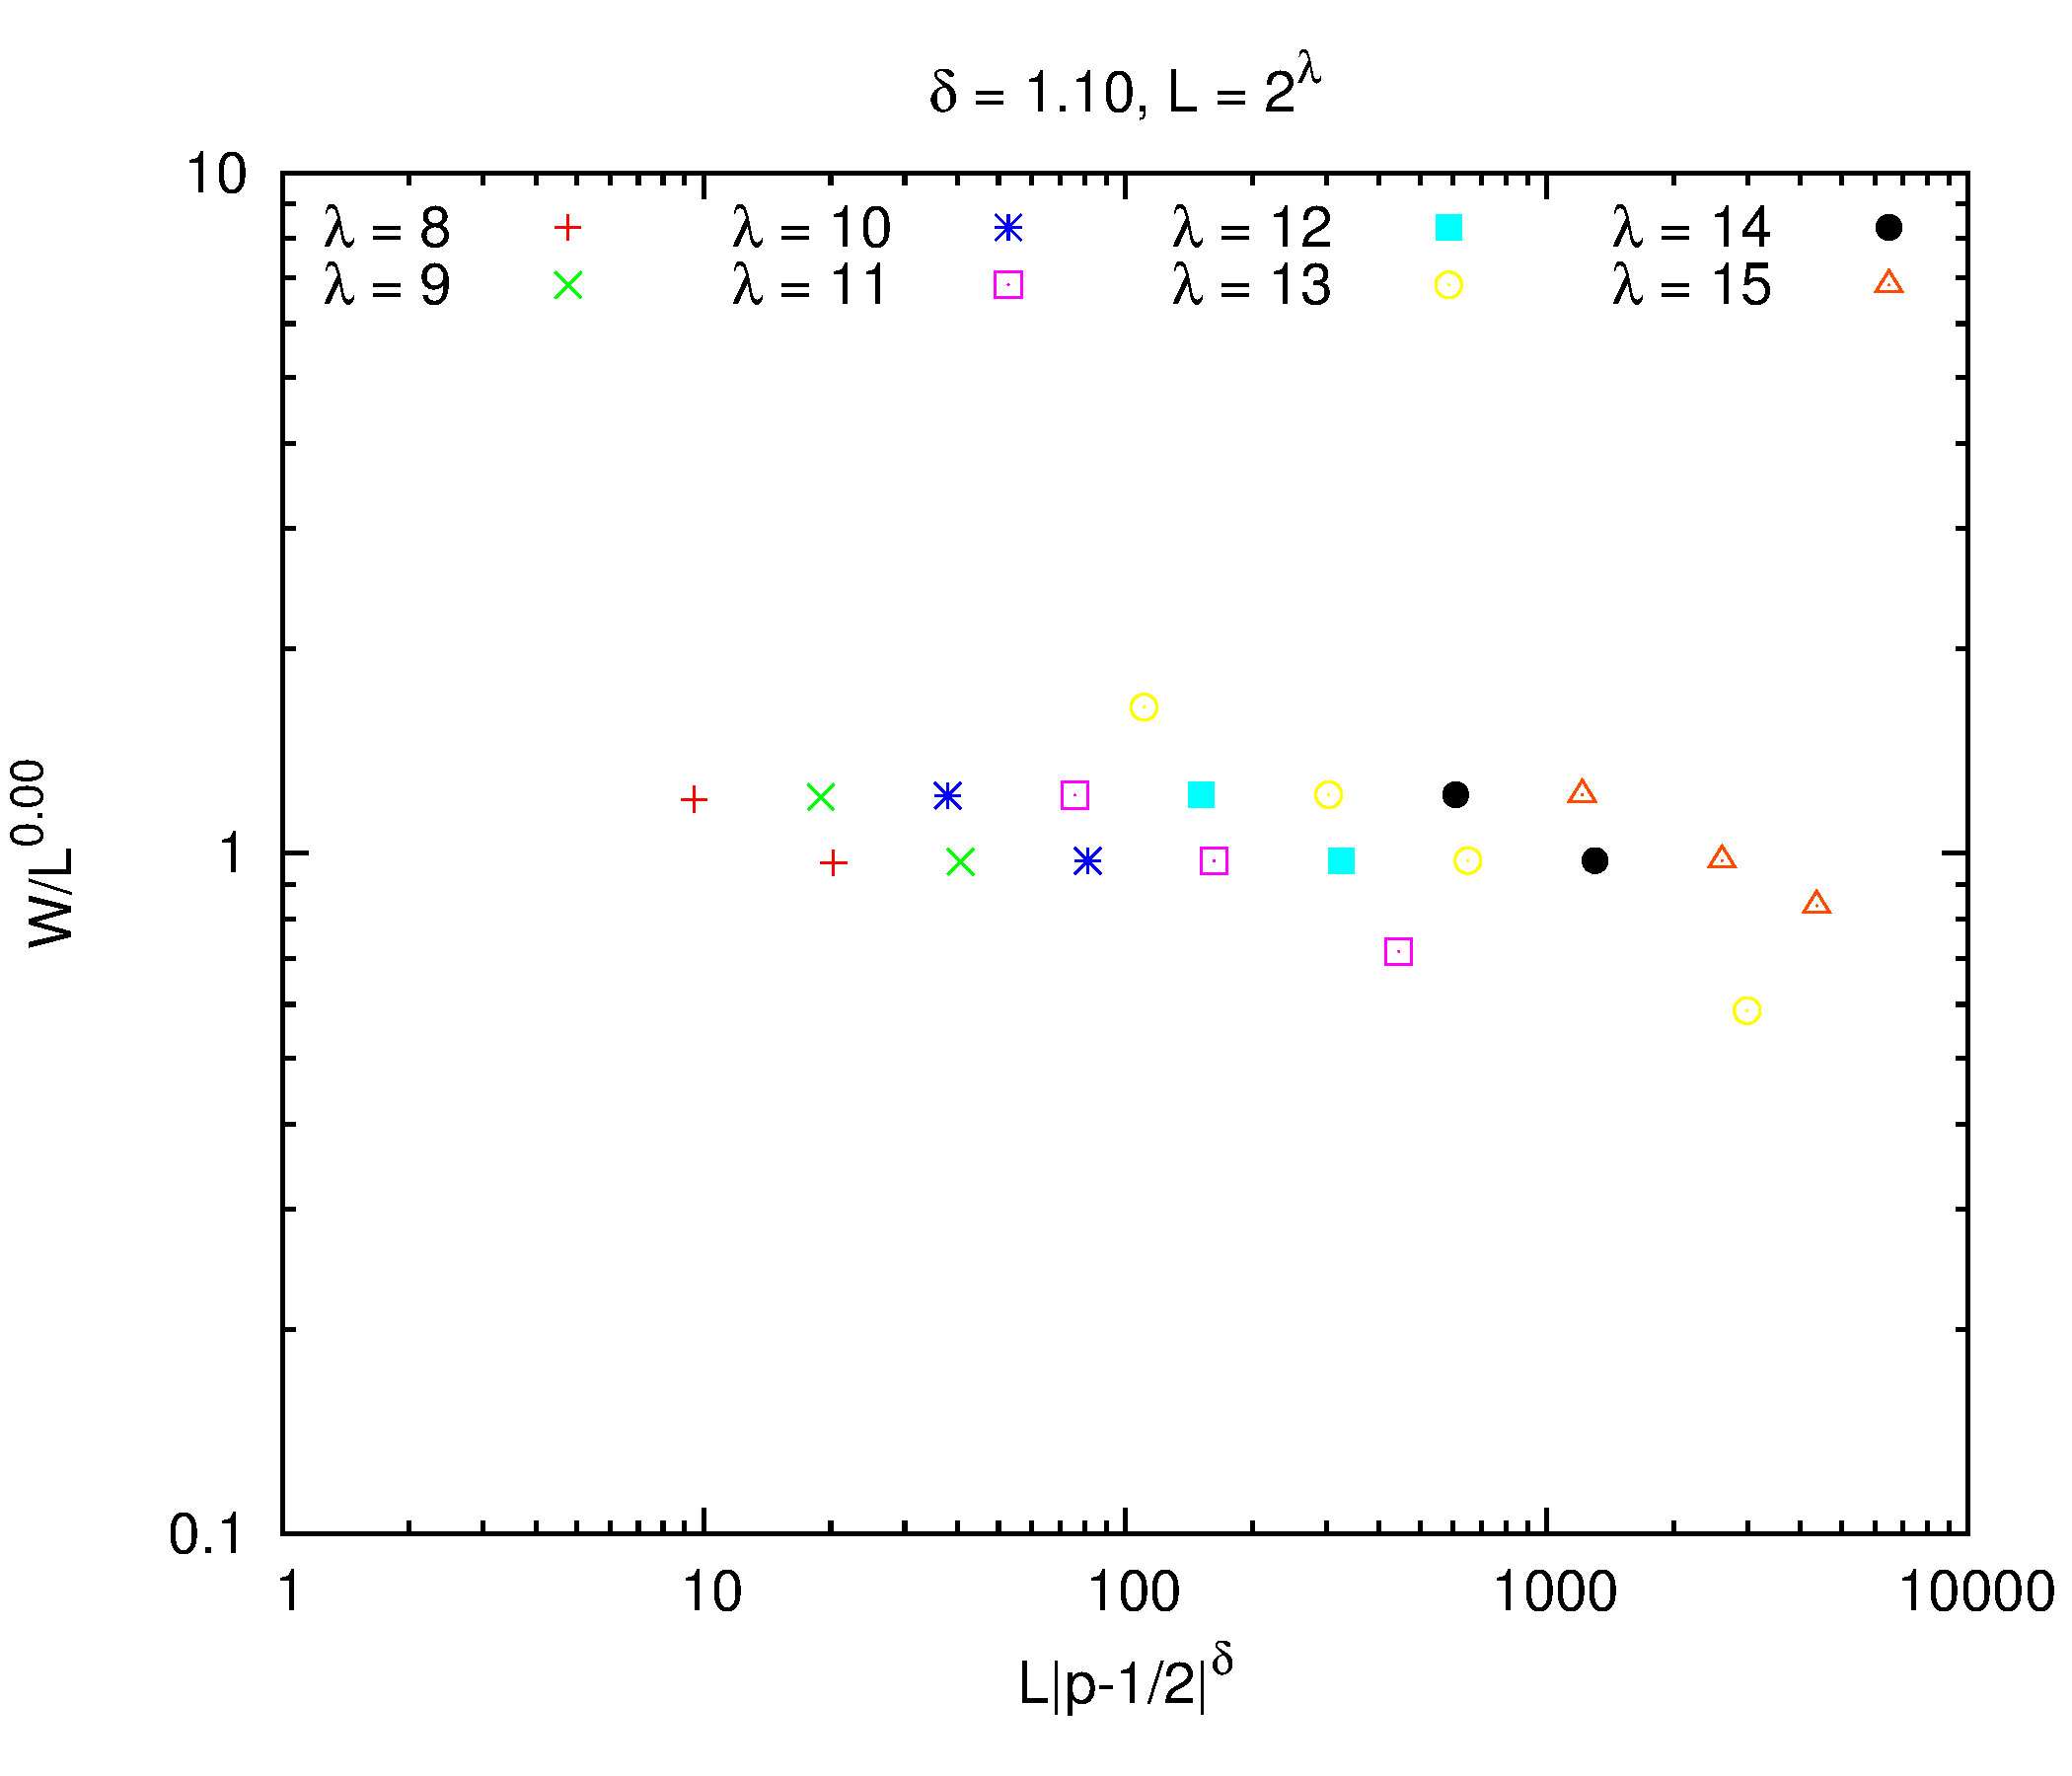 δ = 1.10, L = 2^λ
10
λ = 8 λ = 10 λ = 12 λ = 14
λ = 9 λ = 11 λ = 13 λ = 15
W/L^0.00
1
0.1
1 10 100 1000 10000
L|p-1/2|^δ